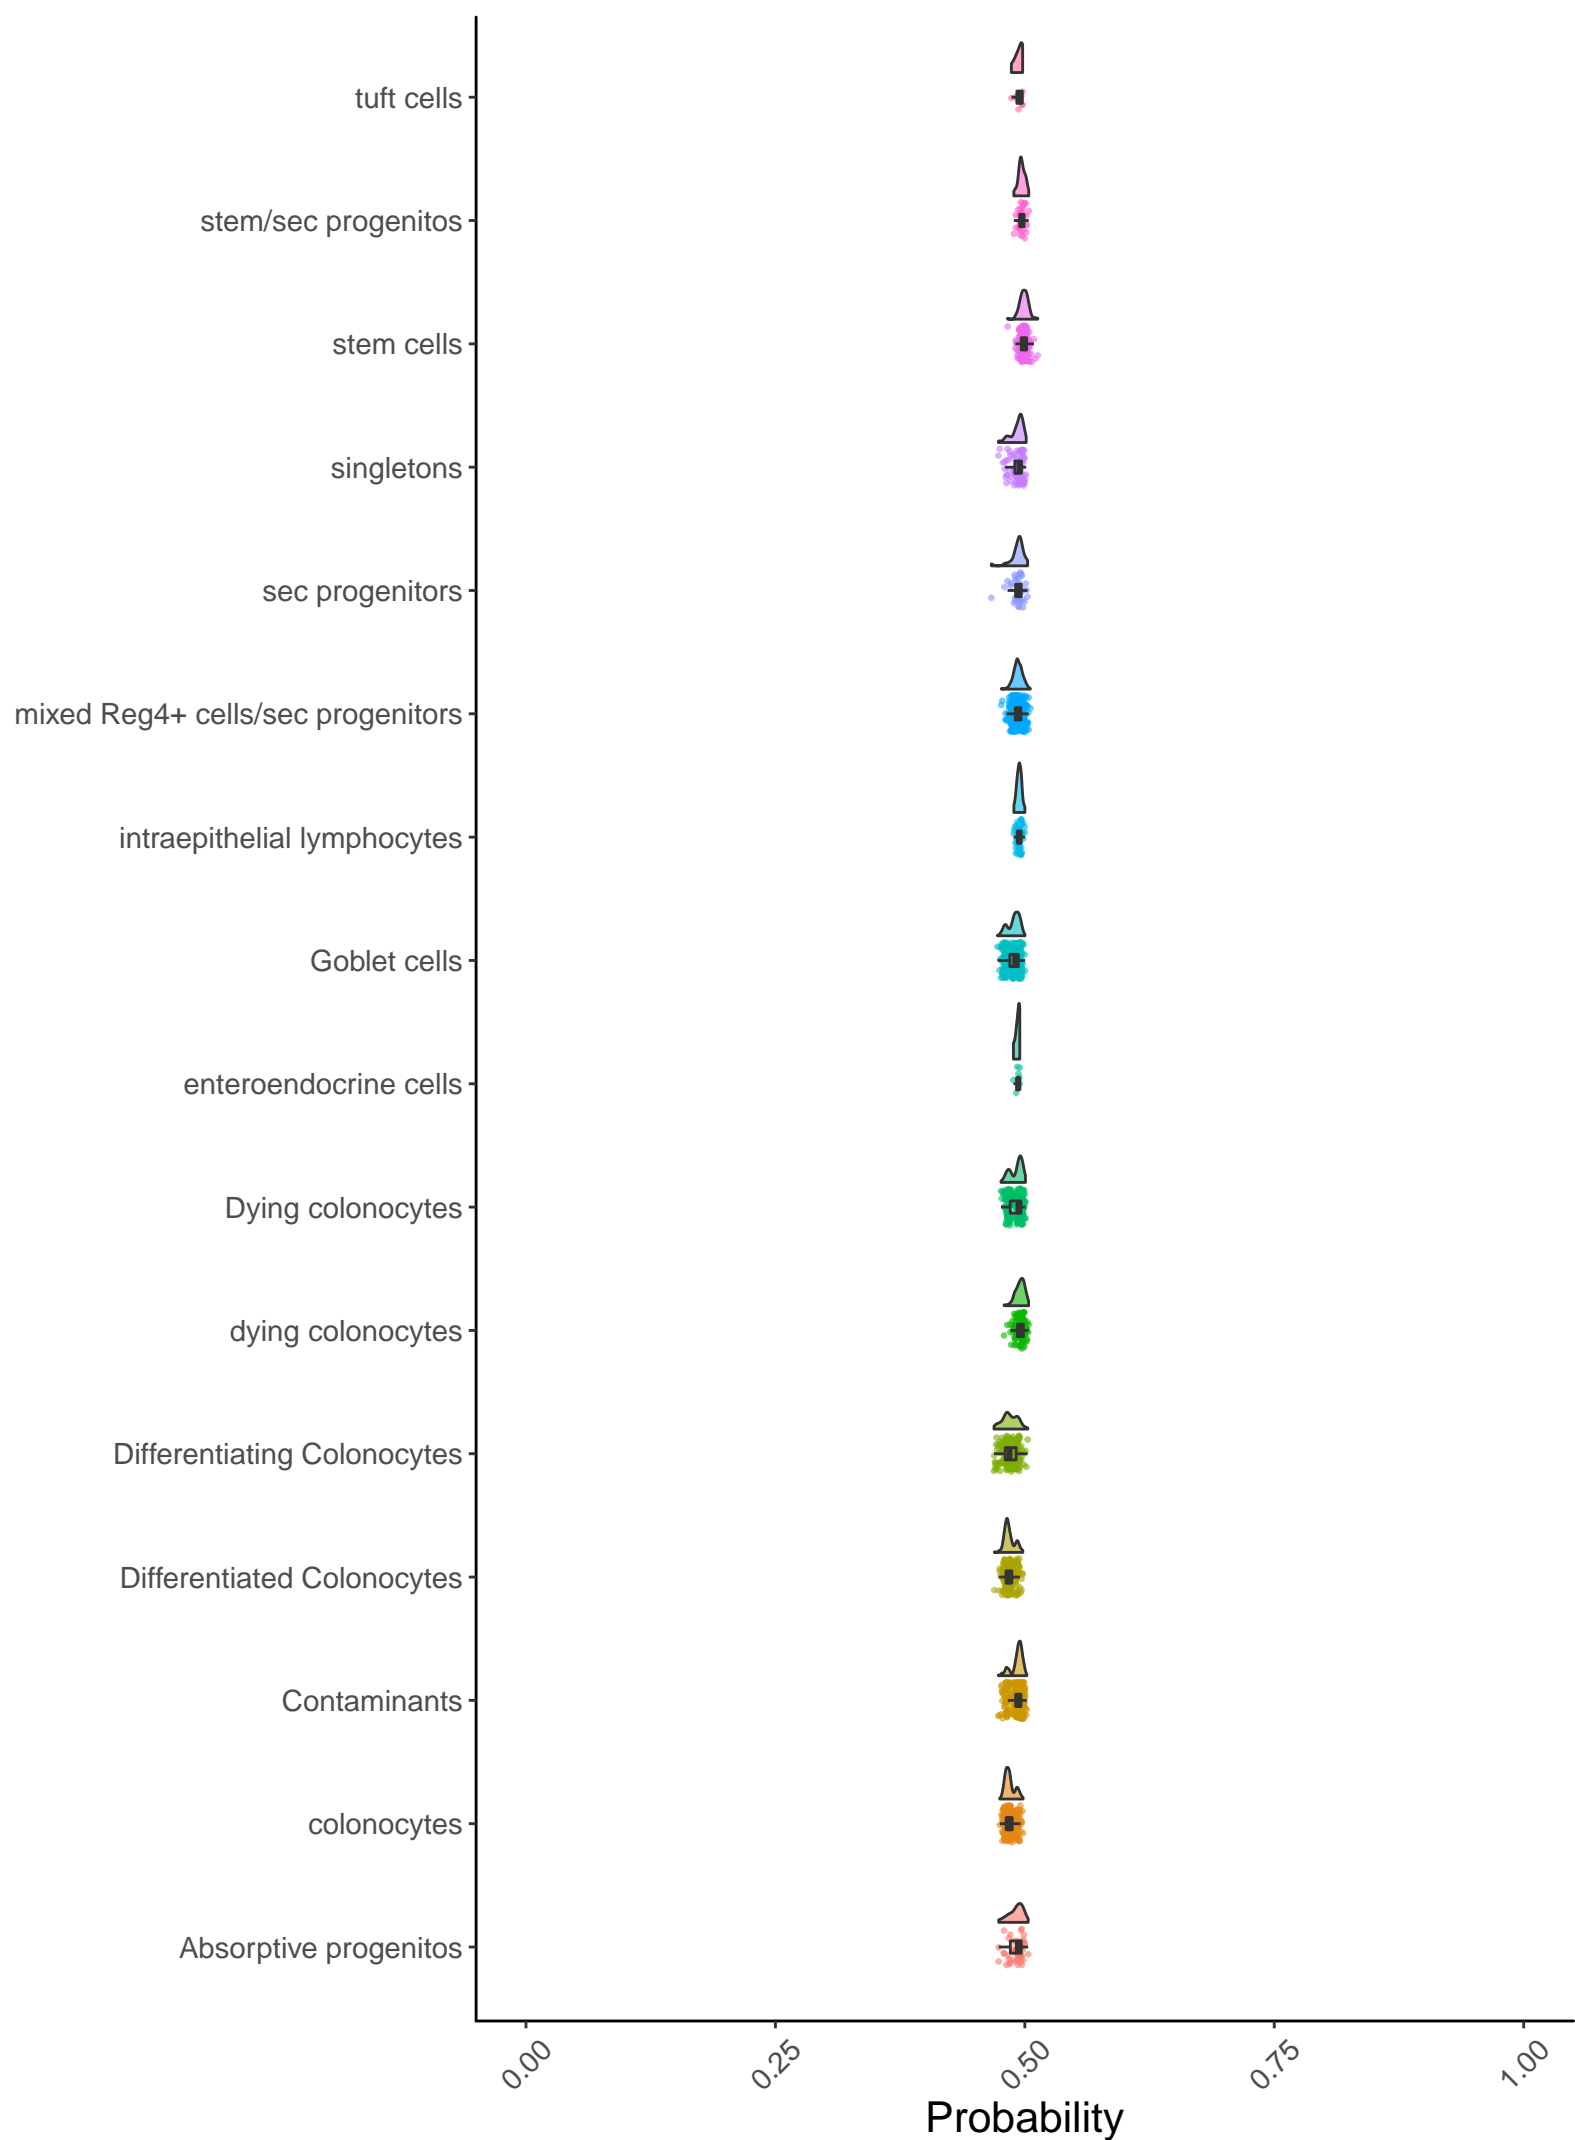 tuft cells
stem/sec progenitos
stem cells
singletons
sec progenitors
mixed Reg4+ cells/sec progenitors
intraepithelial lymphocytes
Goblet cells
enteroendocrine cells
Dying colonocytes
dying colonocytes
Differentiating Colonocytes
Differentiated Colonocytes
Contaminants
colonocytes
Absorptive progenitos
0.00 0.25 0.50 0.75 1.00
Probability